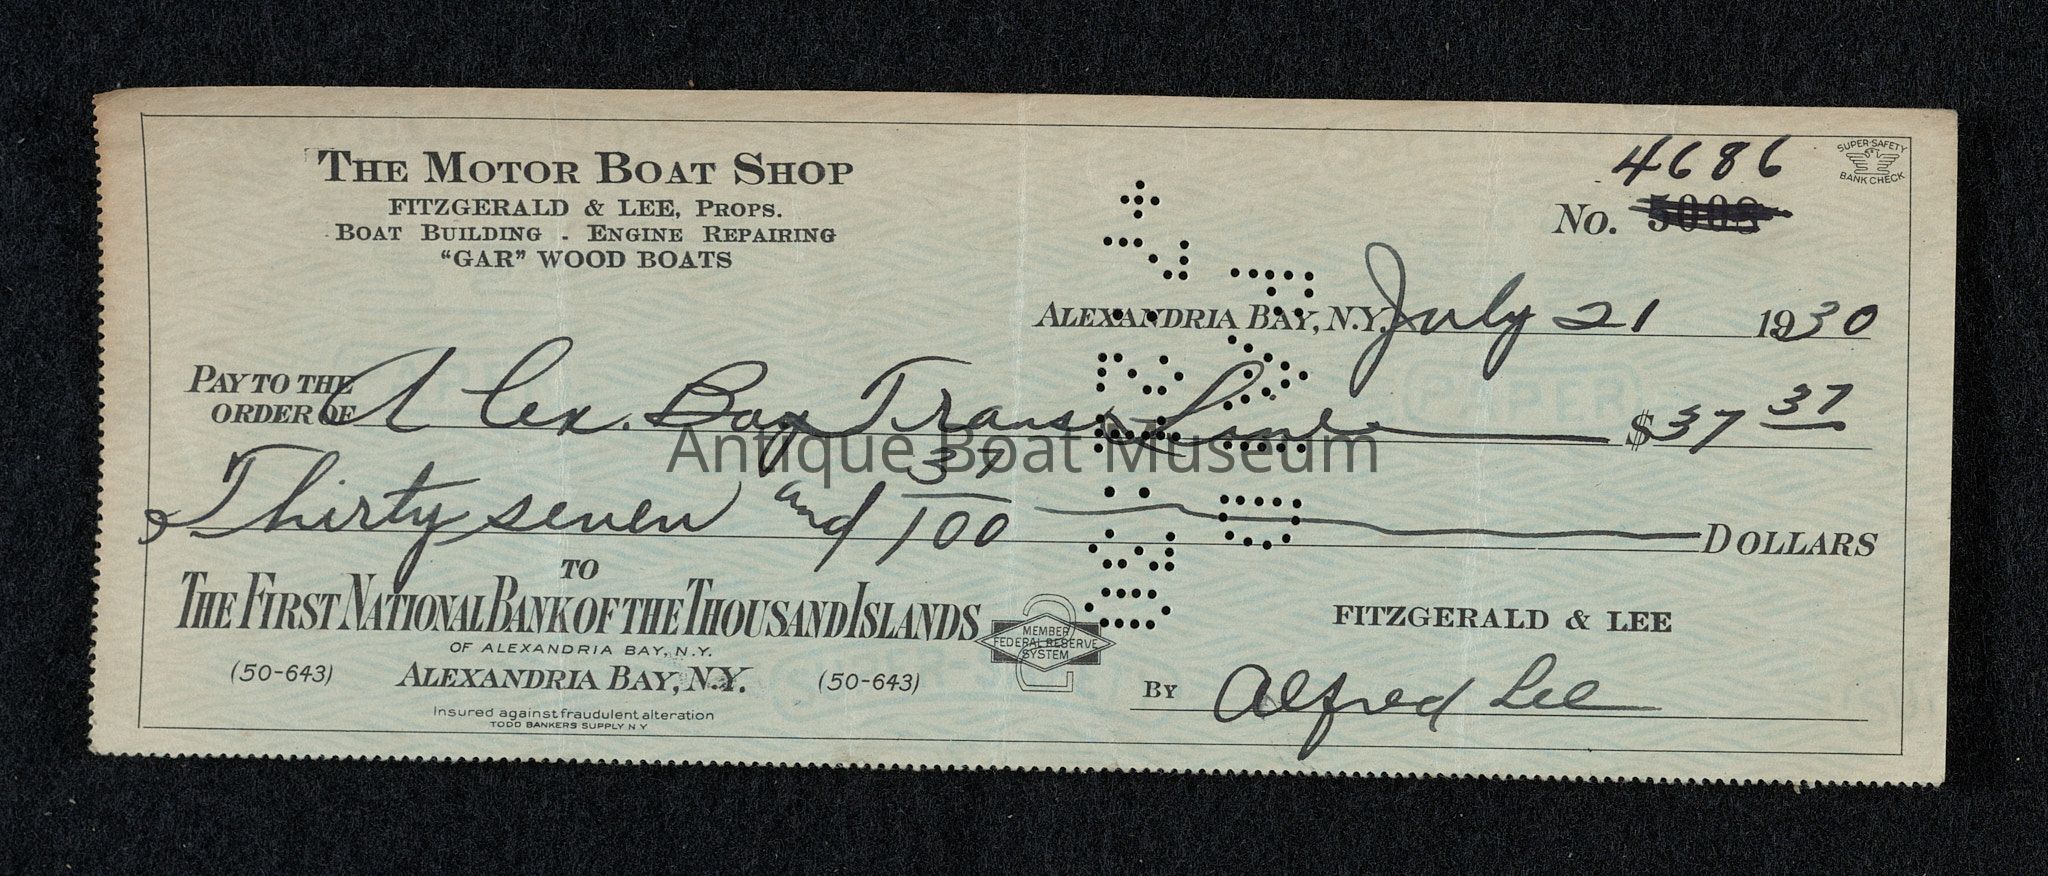 THE MOTOR BOAT SHOP
FITZGERALD & LEE, PROPS.
BOAT BUILDING - ENGINE REPAIRING
"GAR" WOOD BOATS
4686
SUPER-SAFETY
BANK CHECK
No.
ALEXANDRIA BAY, N.Y. July 21 1930
PAY TO THE
ORDER OF Alex. Bay Trans Line $37 37
Antique Boat Museum
Thirty seven and 37/100 DOLLARS
TO
THE FIRST NATIONAL BANK OF THE THOUSAND ISLANDS
OF ALEXANDRIA BAY, N.Y.
(50-643) ALEXANDRIA BAY, N.Y. (50-643)
MEMBER
FEDERAL RESERVE
SYSTEM
Insured against fraudulent alteration
TODD BANKERS SUPPLY N Y
FITZGERALD & LEE
BY Alfred Lee